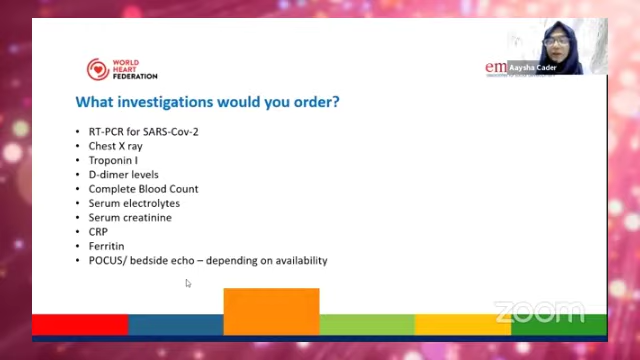 WORLD
HEART
FEDERATION
em
Aaysha Cader
What investigations would you order?
• RT-PCR for SARS-Cov-2
• Chest X ray
• Troponin I
• D-dimer levels
• Complete Blood Count
• Serum electrolytes
• Serum creatinine
• CRP
• Ferritin
• POCUS/ bedside echo – depending on availability
zoom